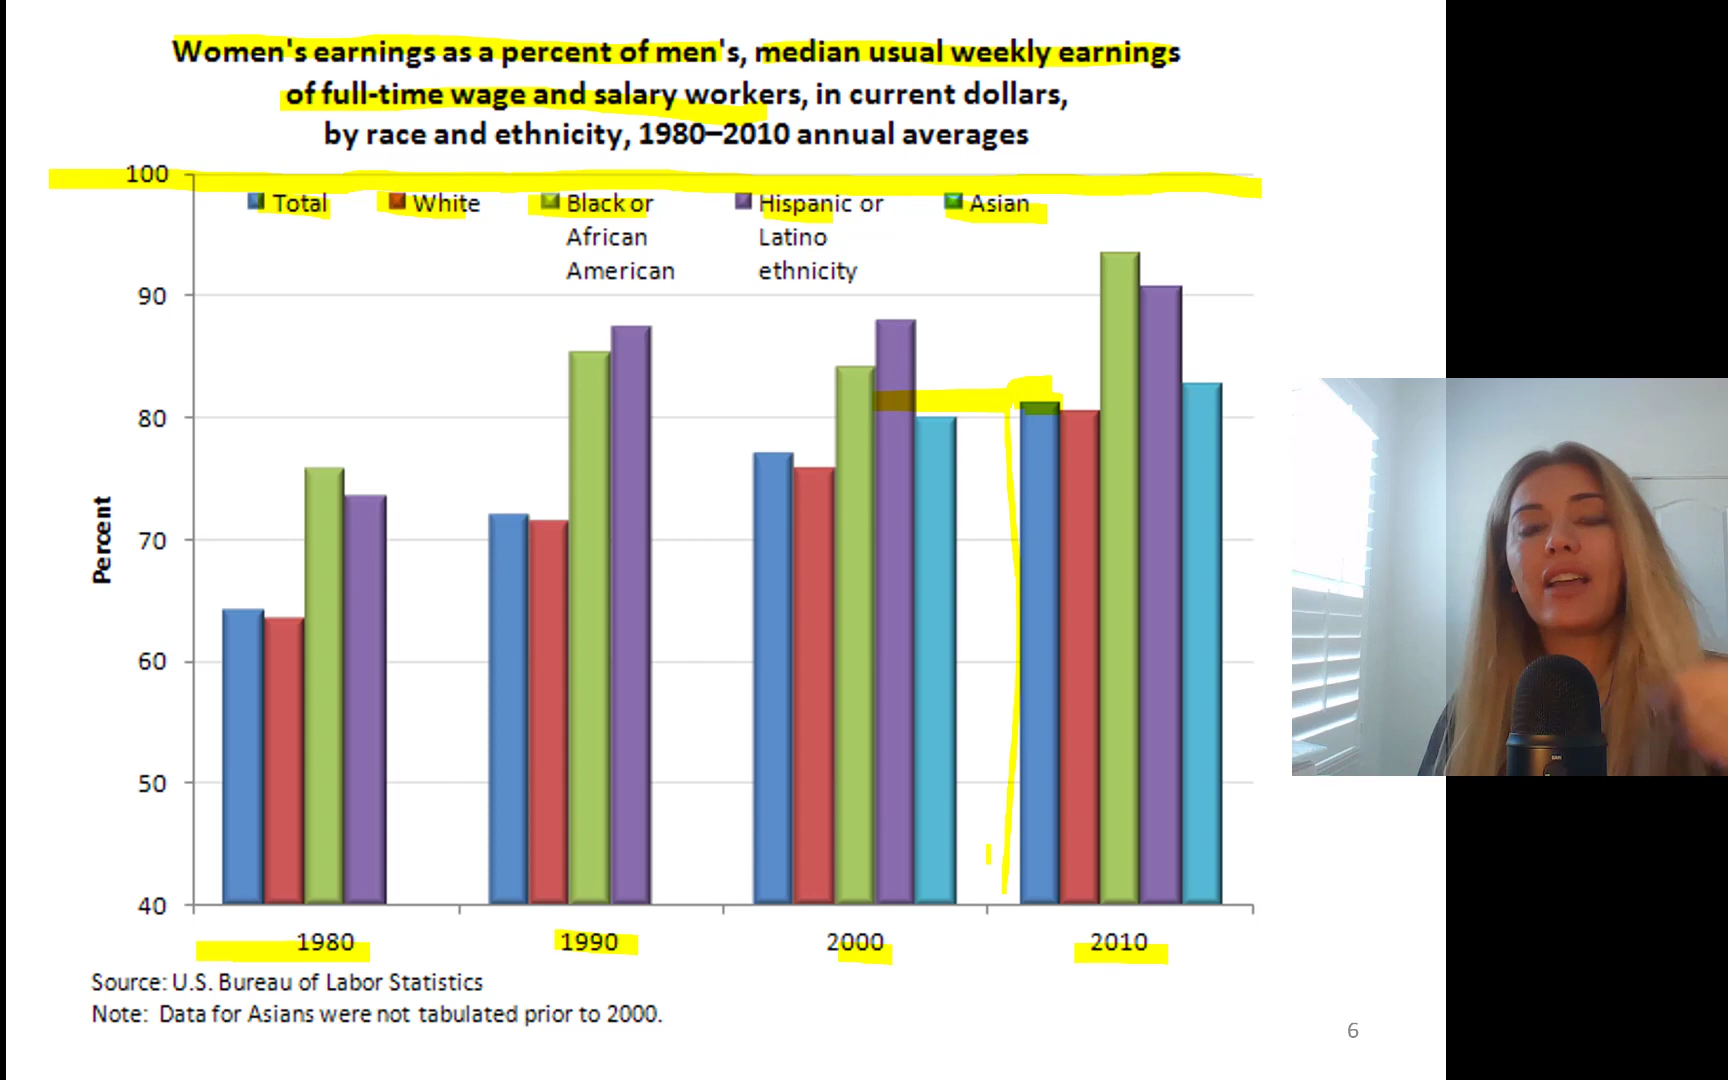 Women's earnings as a percent of men's, median usual weekly earnings
of full-time wage and salary workers, in current dollars,
by race and ethnicity, 1980–2010 annual averages
100
Total White Black or Hispanic or Asian
African Latino
American ethnicity
90
80
70
60
50
40
Percent
1980 1990 2000 2010
Source: U.S. Bureau of Labor Statistics
Note: Data for Asians were not tabulated prior to 2000.
6